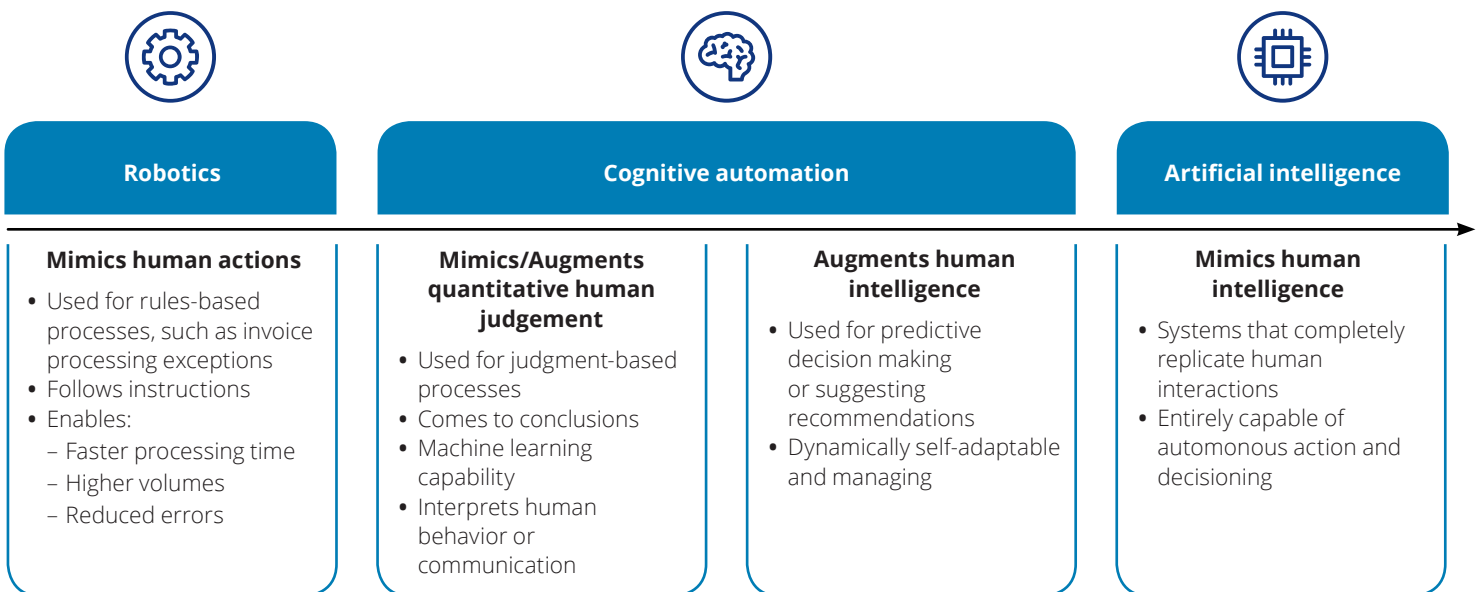 Robotics
Cognitive automation
Artificial intelligence
Mimics human actions
• Used for rules-based
processes, such as invoice
processing exceptions
• Follows instructions
• Enables:
– Faster processing time
– Higher volumes
– Reduced errors
Mimics/Augments
quantitative human
judgement
• Used for judgment-based
processes
• Comes to conclusions
• Machine learning
capability
• Interprets human
behavior or
communication
Augments human
intelligence
• Used for predictive
decision making
or suggesting
recommendations
• Dynamically self-adaptable
and managing
Mimics human
intelligence
• Systems that completely
replicate human
interactions
• Entirely capable of
automonous action and
decisioning